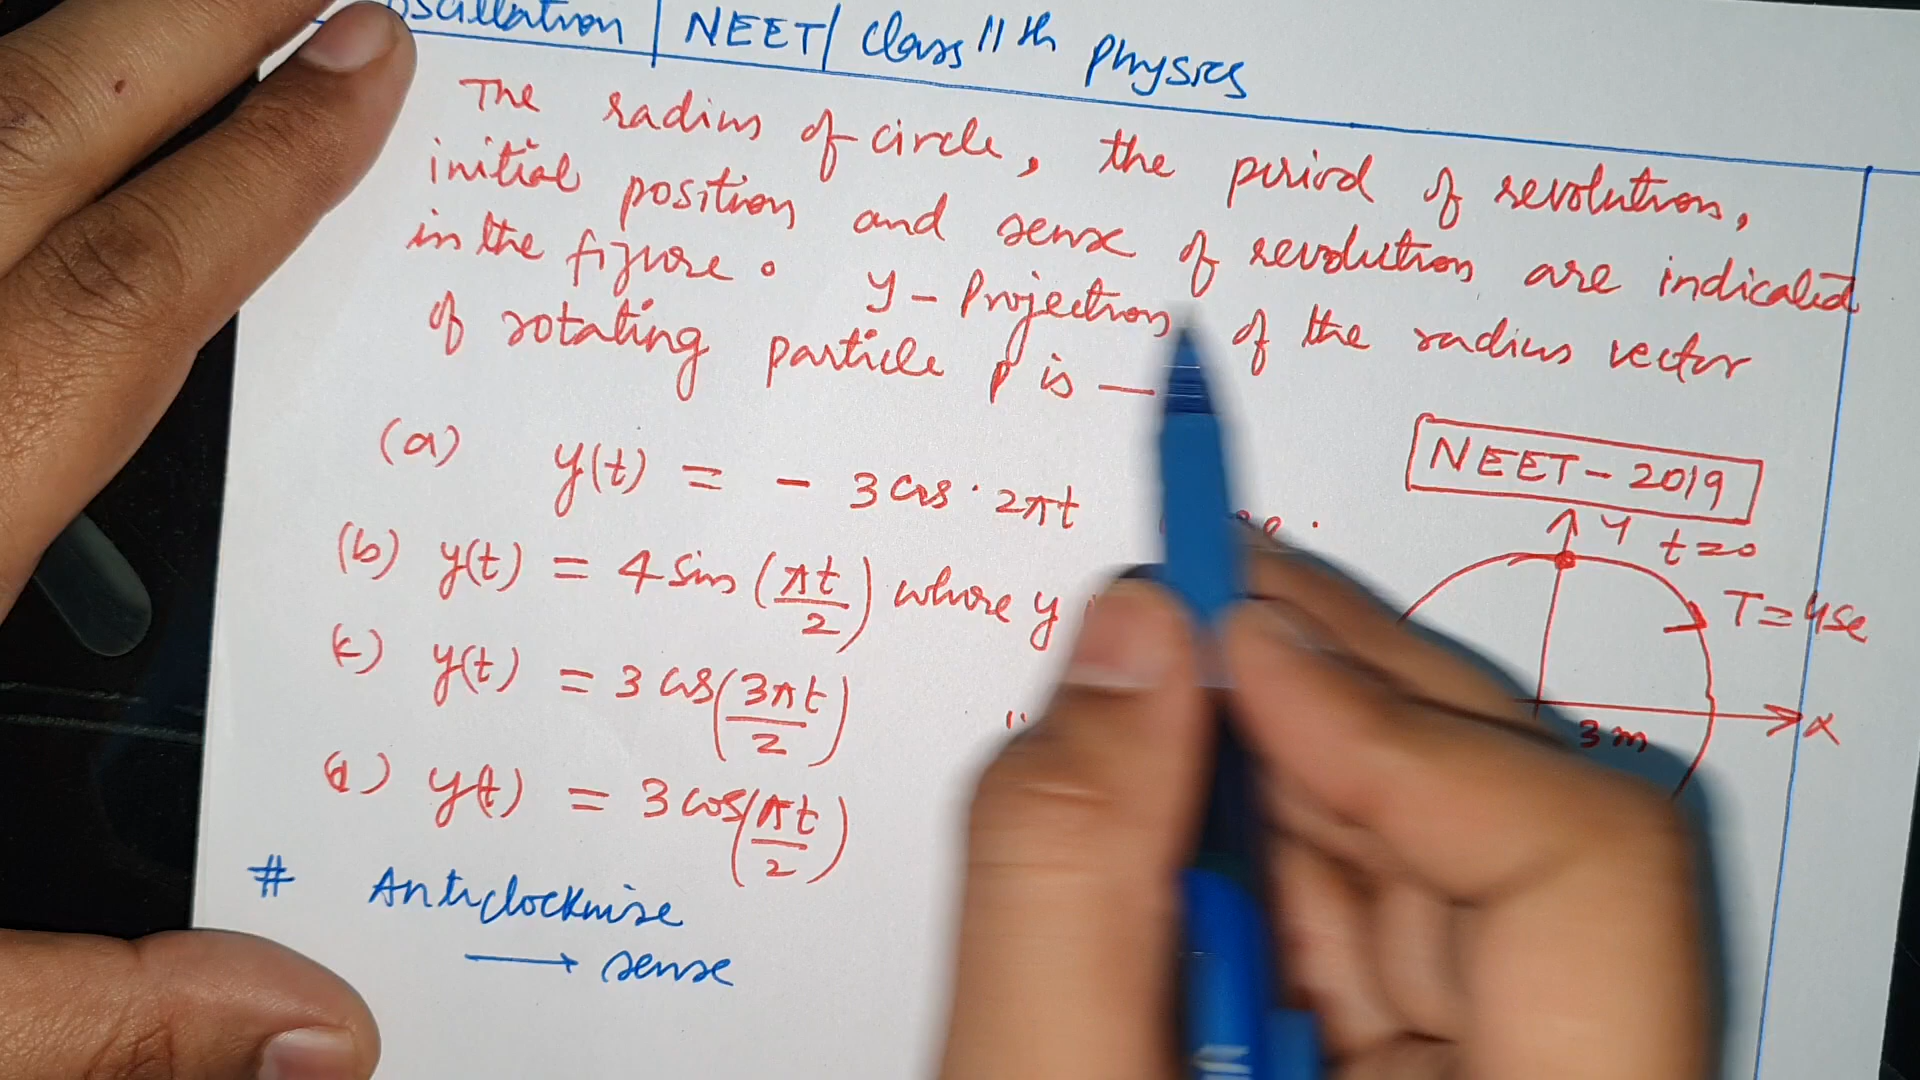 oscillation | NEET / Class 11th Physics
The radius of circle, the period of revolution,
initial position and sense of revolution are indicated
in the figure. Y - Projection of the radius vector
of rotating particle P is —
(a) y(t) = - 3 cos 2πt
(b) y(t) = 4 sin (πt/2) where y
(c) y(t) = 3 cos (3πt/2)
(d) y(t) = 3 cos (πt/2)
NEET - 2019
Y t=0
T = 4se
3 m
x
# Anticlockwise
→ sense